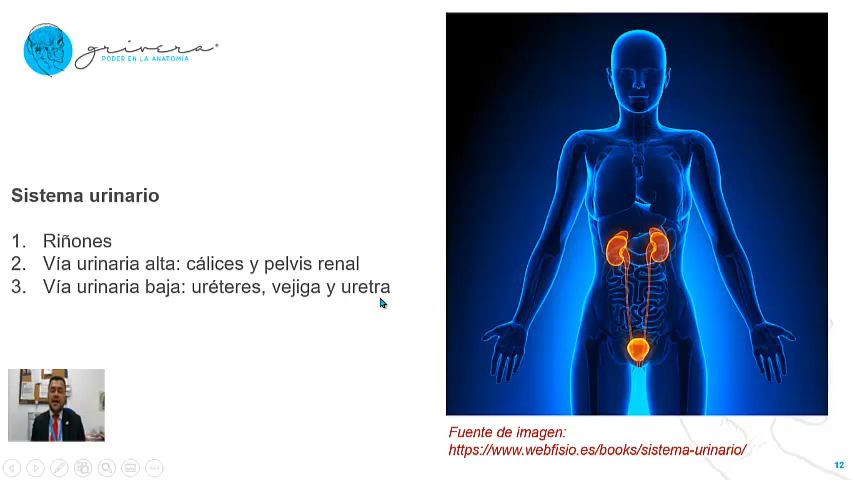 grivera
PODER EN LA ANATOMÍA
Sistema urinario
1. Riñones
2. Vía urinaria alta: cálices y pelvis renal
3. Vía urinaria baja: uréteres, vejiga y uretra
Fuente de imagen:
https://www.webfisio.es/books/sistema-urinario/
12